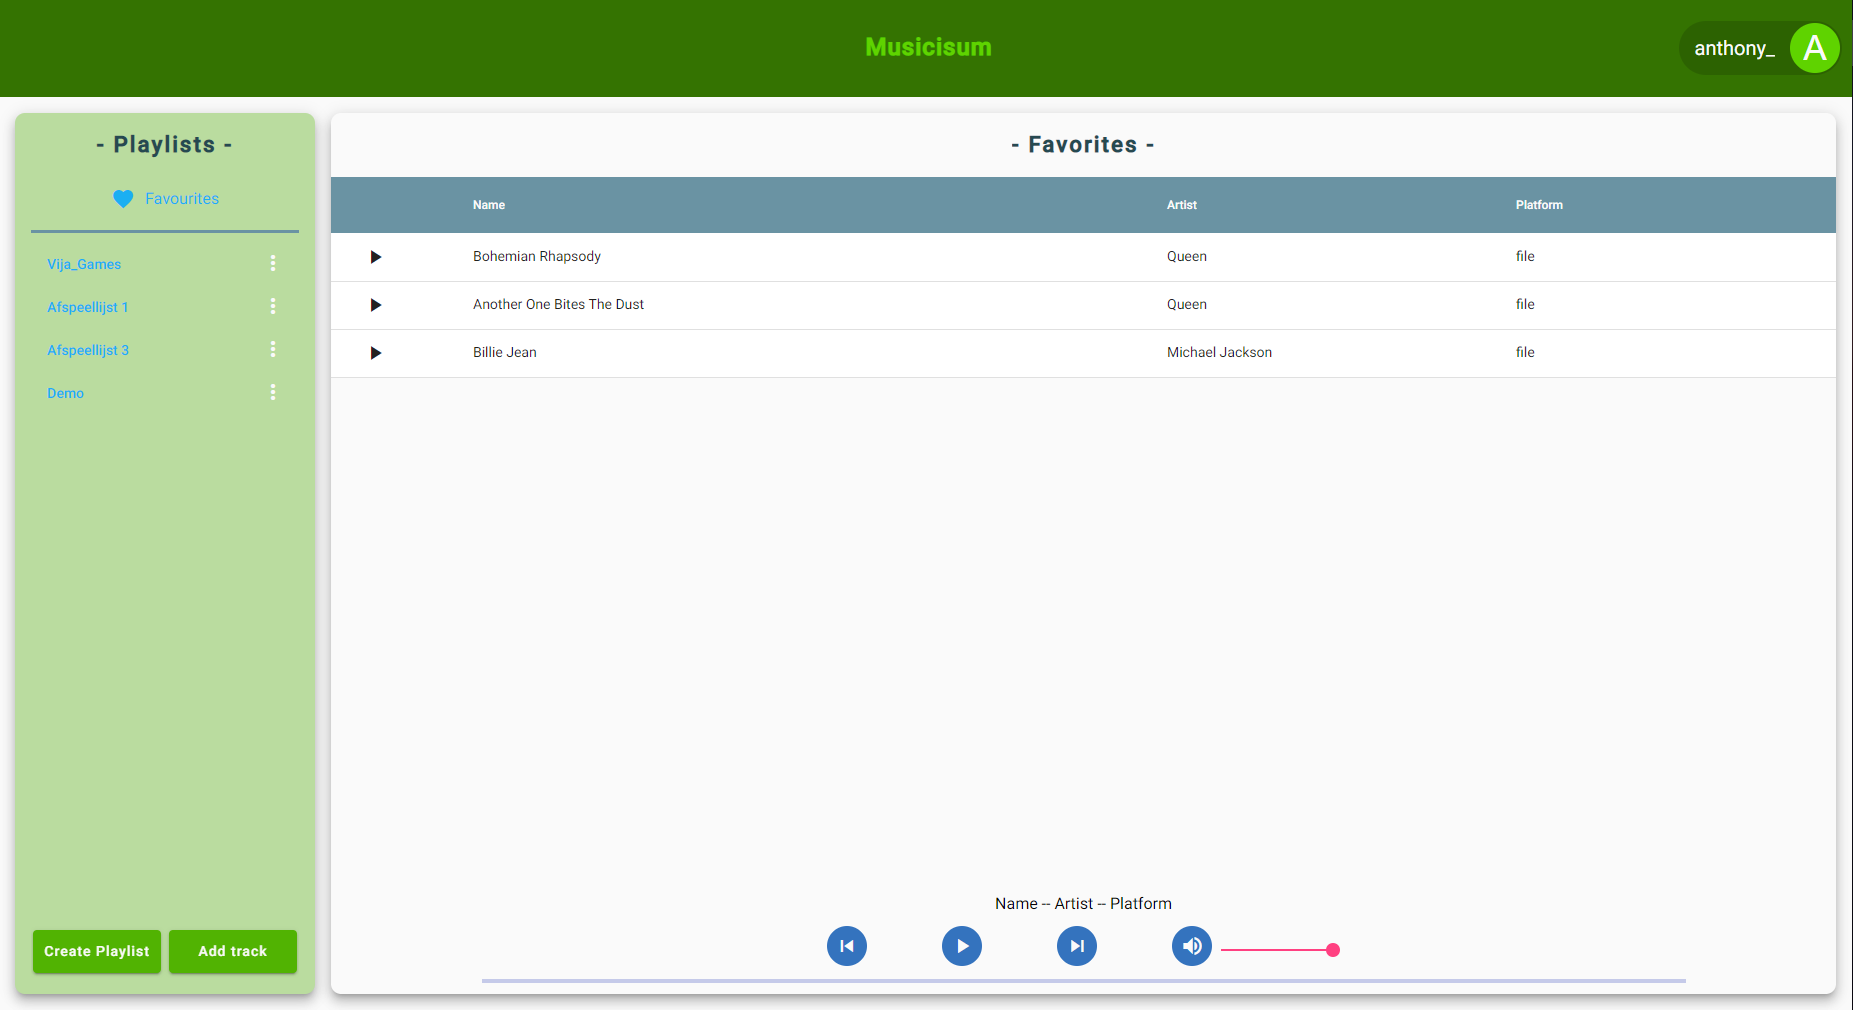 Musicisum
anthony_
A
- Playlists -
Favourites
Vija_Games
Afspeellijst 1
Afspeellijst 3
Demo
Create Playlist
Add track
- Favorites -
Name Artist Platform
Bohemian Rhapsody Queen file
Another One Bites The Dust Queen file
Billie Jean Michael Jackson file
Name -- Artist -- Platform